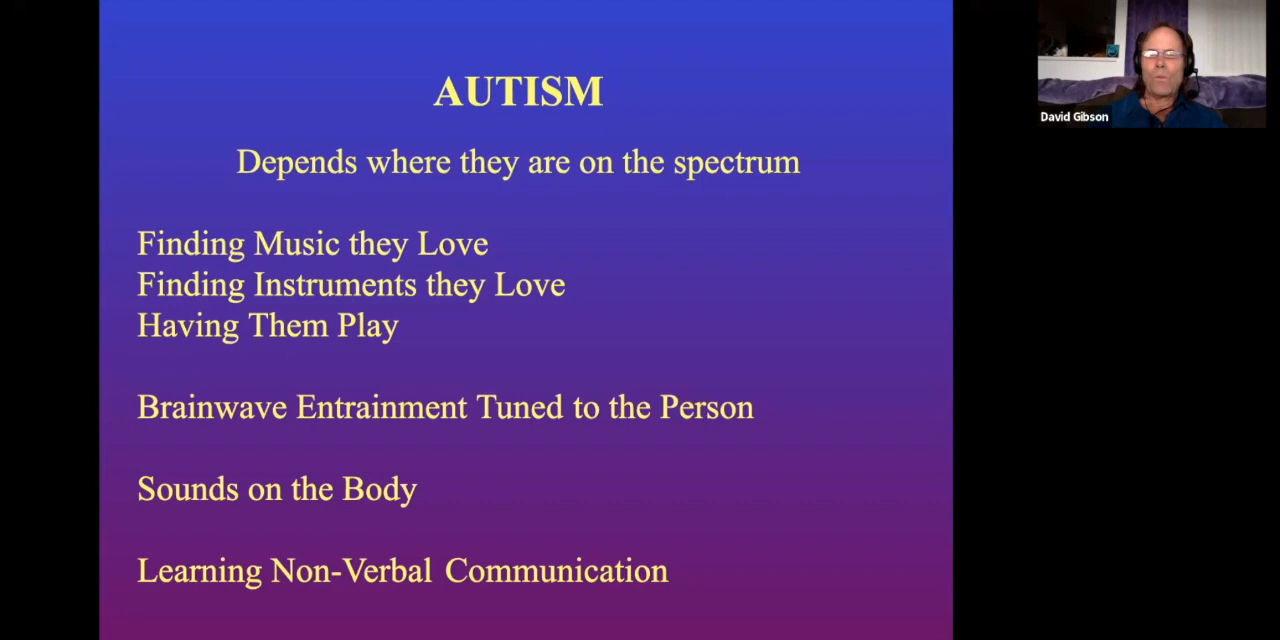 AUTISM
Depends where they are on the spectrum
Finding Music they Love
Finding Instruments they Love
Having Them Play
Brainwave Entrainment Tuned to the Person
Sounds on the Body
Learning Non-Verbal Communication
David Gibson